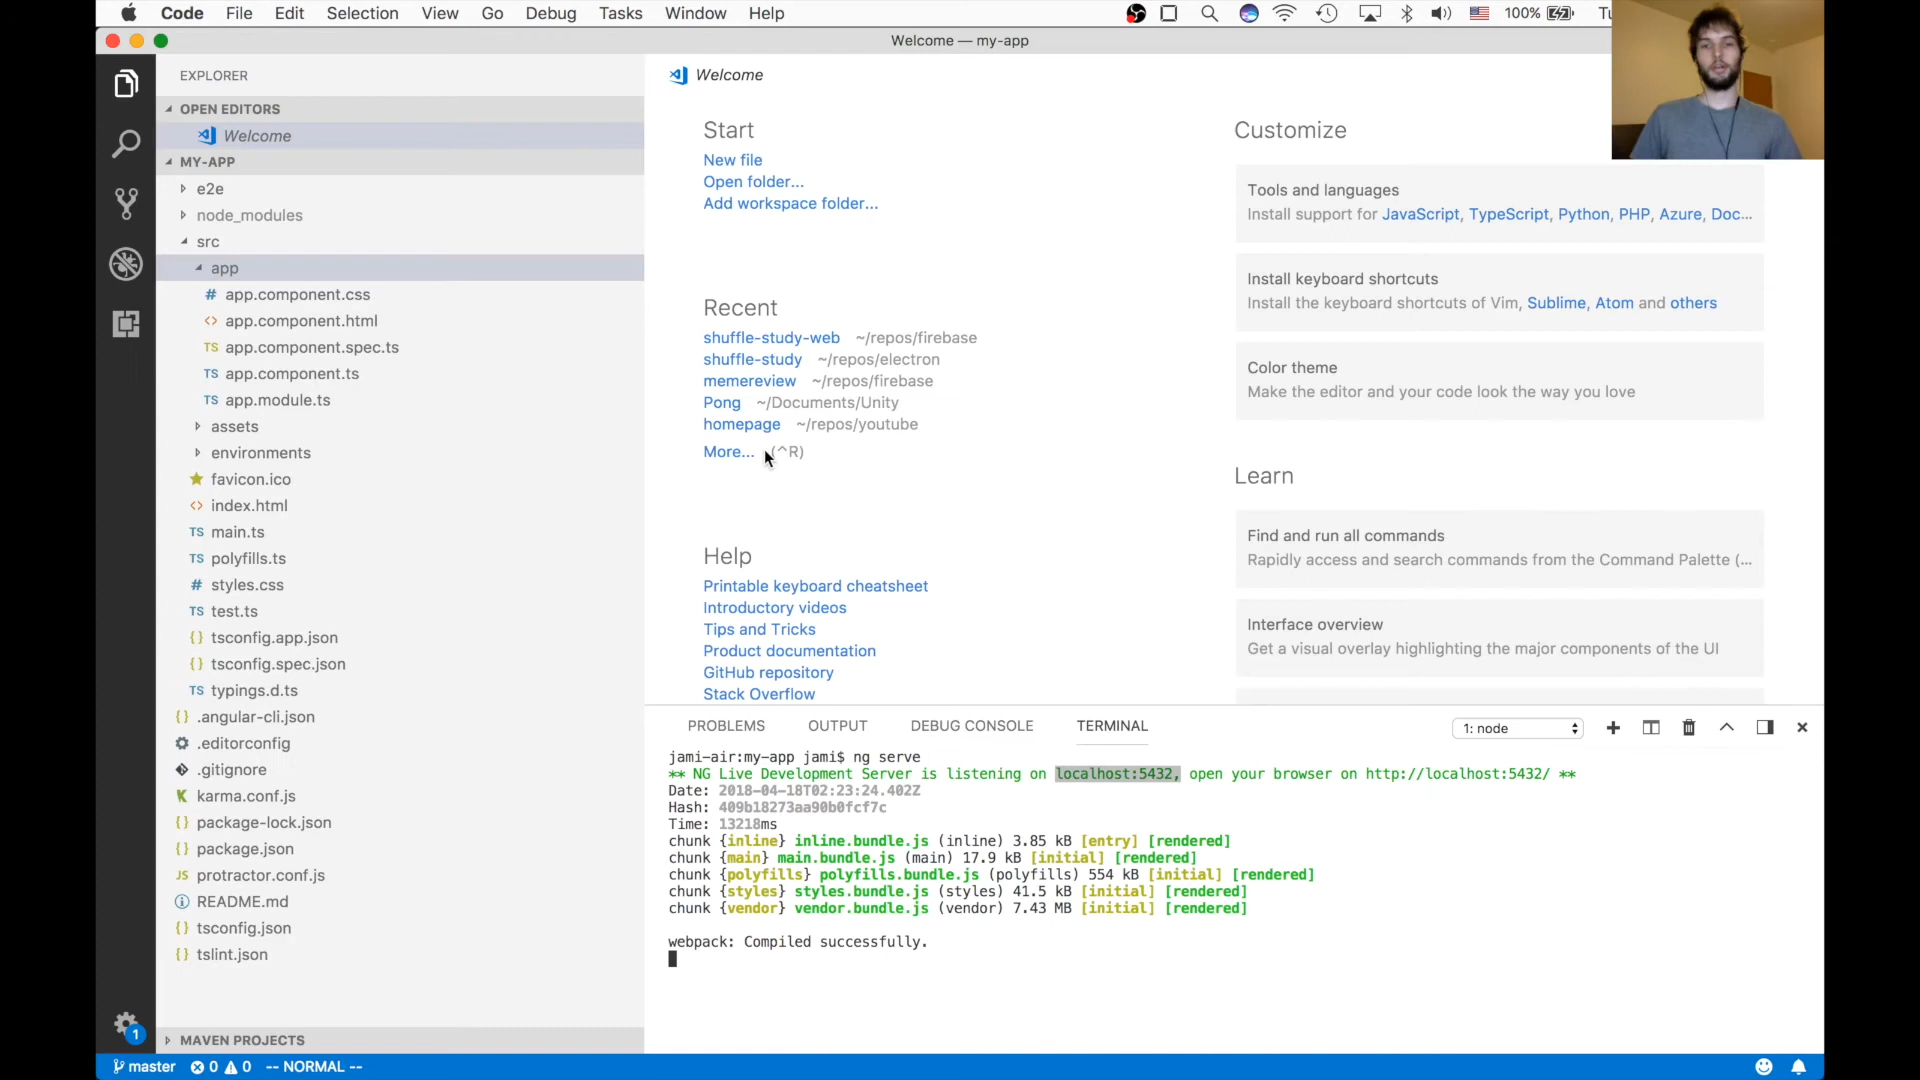 Code File Edit Selection View Go Debug Tasks Window Help 100%
Welcome — my-app
EXPLORER
OPEN EDITORS
Welcome
MY-APP
e2e
node_modules
src
app
# app.component.css
<> app.component.html
TS app.component.spec.ts
TS app.component.ts
TS app.module.ts
assets
environments
favicon.ico
<> index.html
TS main.ts
TS polyfills.ts
# styles.css
TS test.ts
{} tsconfig.app.json
{} tsconfig.spec.json
TS typings.d.ts
{} .angular-cli.json
.editorconfig
.gitignore
karma.conf.js
{} package-lock.json
{} package.json
JS protractor.conf.js
README.md
{} tsconfig.json
{} tslint.json
MAVEN PROJECTS
Welcome
Start
New file
Open folder...
Add workspace folder...
Recent
shuffle-study-web ~/repos/firebase
shuffle-study ~/repos/electron
memereview ~/repos/firebase
Pong ~/Documents/Unity
homepage ~/repos/youtube
More... (^R)
Help
Printable keyboard cheatsheet
Introductory videos
Tips and Tricks
Product documentation
GitHub repository
Stack Overflow
Customize
Tools and languages
Install support for JavaScript, TypeScript, Python, PHP, Azure, Doc...
Install keyboard shortcuts
Install the keyboard shortcuts of Vim, Sublime, Atom and others
Color theme
Make the editor and your code look the way you love
Learn
Find and run all commands
Rapidly access and search commands from the Command Palette (...
Interface overview
Get a visual overlay highlighting the major components of the UI
PROBLEMS OUTPUT DEBUG CONSOLE TERMINAL 1: node
jami-air:my-app jami$ ng serve
** NG Live Development Server is listening on localhost:5432, open your browser on http://localhost:5432/ **
Date: 2018-04-18T02:23:24.402Z
Hash: 409b18273aa90b0fcf7c
Time: 13218ms
chunk {inline} inline.bundle.js (inline) 3.85 kB [entry] [rendered]
chunk {main} main.bundle.js (main) 17.9 kB [initial] [rendered]
chunk {polyfills} polyfills.bundle.js (polyfills) 554 kB [initial] [rendered]
chunk {styles} styles.bundle.js (styles) 41.5 kB [initial] [rendered]
chunk {vendor} vendor.bundle.js (vendor) 7.43 MB [initial] [rendered]
webpack: Compiled successfully.
1
master 0 0 -- NORMAL --